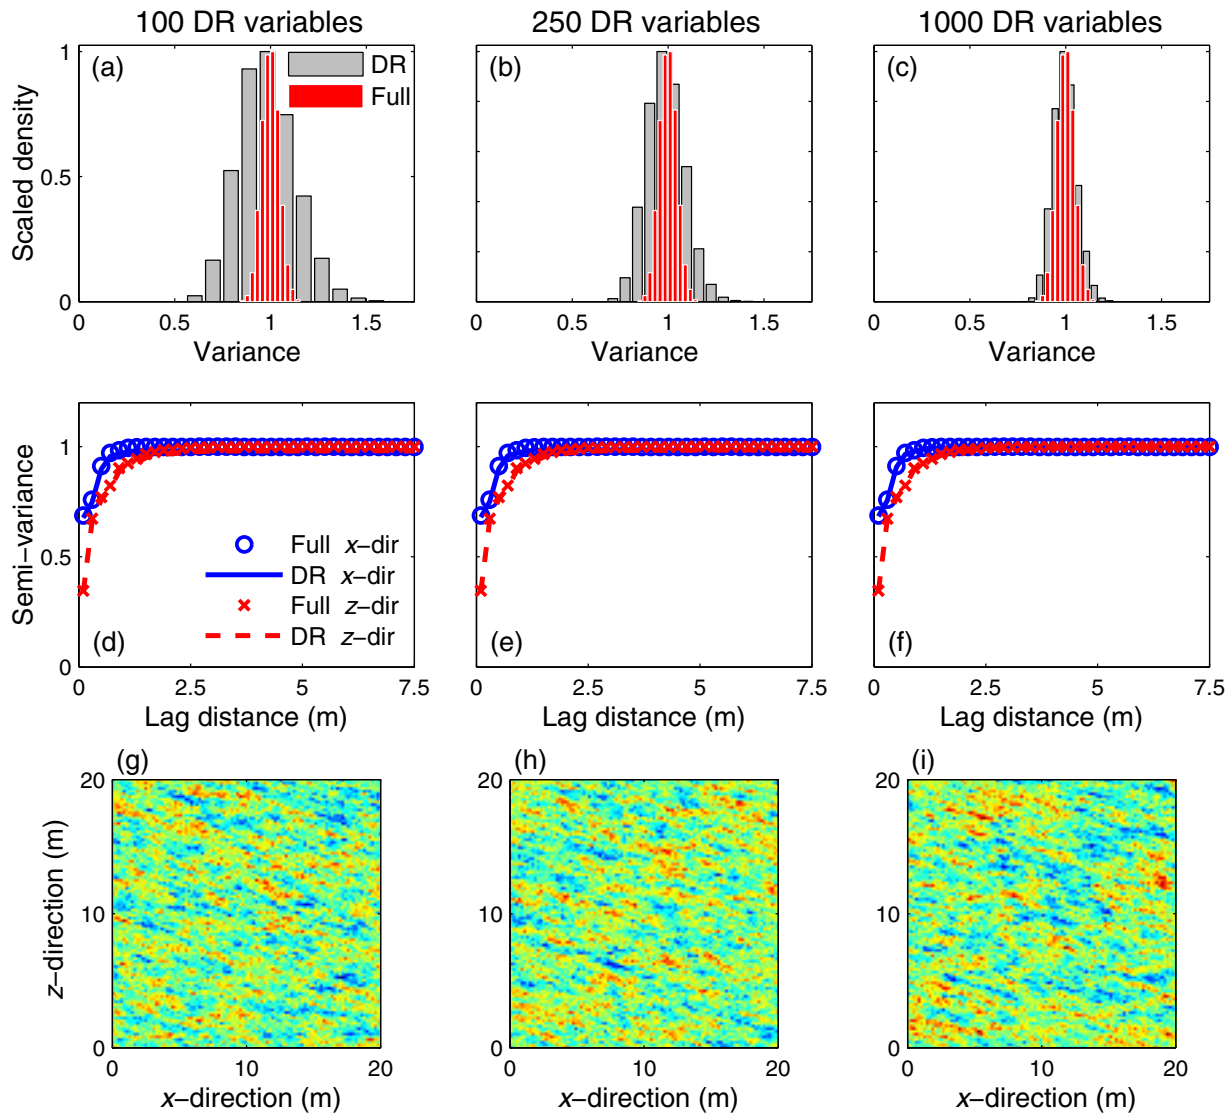 100 DR variables
250 DR variables
1000 DR variables
(a)
DR
Full
(b)
(c)
Scaled density
1
0.5
0
0
0.5
1
1.5
Variance
0
0.5
1
1.5
Variance
0
0.5
1
1.5
Variance
Semi−variance
1
0.5
0
Full x−dir
DR x−dir
Full z−dir
DR z−dir
(d)
(e)
(f)
0
2.5
5
7.5
Lag distance (m)
0
2.5
5
7.5
Lag distance (m)
0
2.5
5
7.5
Lag distance (m)
(g)
(h)
(i)
z−direction (m)
20
10
0
0
10
20
x−direction (m)
20
10
0
0
10
20
x−direction (m)
20
10
0
0
10
20
x−direction (m)